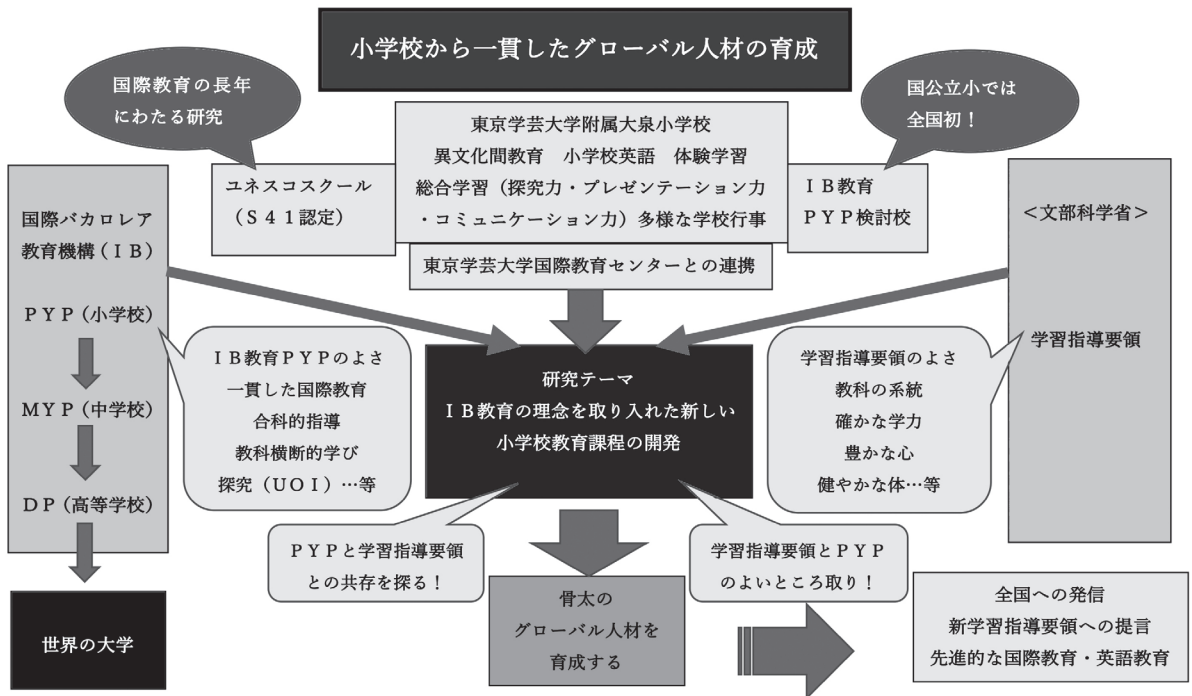 小学校から一貫したグローバル人材の育成
国際教育の長年
にわたる研究
国公立小では
全国初！
東京学芸大学附属大泉小学校
異文化間教育　小学校英語　体験学習
総合学習（探究力・プレゼンテーション力
・コミュニケーション力）多様な学校行事
ユネスコスクール
（Ｓ４１認定）
ＩＢ教育
ＰＹＰ検討校
東京学芸大学国際教育センターとの連携
国際バカロレア
教育機構（ＩＢ）
ＰＹＰ（小学校）
ＭＹＰ（中学校）
ＤＰ（高等学校）
世界の大学
ＩＢ教育ＰＹＰのよさ
一貫した国際教育
合科的指導
教科横断的学び
探究（ＵＯＩ）…等
研究テーマ
ＩＢ教育の理念を取り入れた新しい
小学校教育課程の開発
学習指導要領のよさ
教科の系統
確かな学力
豊かな心
健やかな体…等
＜文部科学省＞
学習指導要領
ＰＹＰと学習指導要領
との共存を探る！
学習指導要領とＰＹＰ
のよいところ取り！
骨太の
グローバル人材を
育成する
全国への発信
新学習指導要領への提言
先進的な国際教育・英語教育